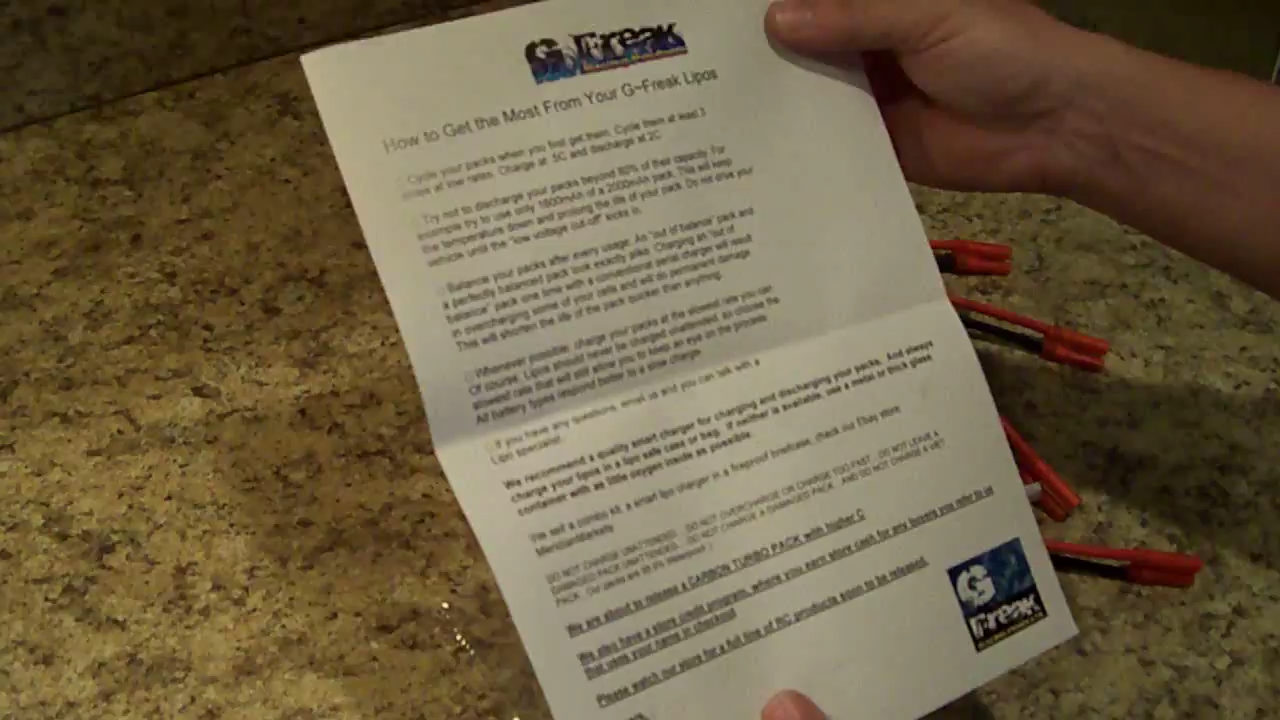 G Freak
How to Get the Most From Your G-Freak Lipos
Cycle your packs when you first get them. Cycle them at least 3
at low rates. Charge at .5C and discharge at 2C
Try not to discharge your packs beyond 80% of their capacity. For
example try to use only 1600mAh of a 2000mAh pack. This will keep
the temperature down and prolong the life of your pack. Do not drive your
vehicle until the "low voltage cut-off" kicks in.
Balance your packs after every usage. An "out of balance" pack and
a perfectly balanced pack look exactly alike. Charging an "out of
balance" pack one time with a conventional serial charger will result
in overcharging some of your cells and will do permanent damage
This will shorten the life of the pack quicker than anything.
Whenever possible, charge your packs at the slowest rate you can
Of course, Lipos should never be charged unattended, so choose the
slowest rate that will still allow you to keep an eye on the process
All battery types respond better to a slow charge
If you have any questions, email us and you can talk with a
Lipo specialist.
We recommend a quality smart charger for charging and discharging your packs. And always
charge your lipos in a lipo safe case or bag. If neither is available, use a metal or thick glass
container with as little oxygen inside as possible.
We sell a combo kit, a smart lipo charger in a fireproof briefcase, check our Ebay store
MeridianMarkets
DO NOT CHARGE UNATTENDED. DO NOT OVERCHARGE OR CHARGE TOO FAST. DO NOT LEAVE A
DAMAGED PACK UNATTENDED. DO NOT CHARGE A DAMAGED PACK. AND DO NOT CHARGE A WET
PACK.
We are about to release a CARBON TURBO PACK with higher C
We also have a store credit program, where you earn store cash for any buyers you refer to us
that uses your name in checkout
Please watch our store for a full line of RC products soon to be released.
G
Freak